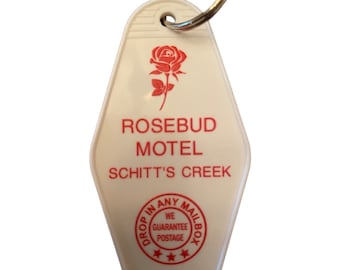 ROSEBUD
MOTEL
SCHITT'S CREEK
DROP IN ANY MAILBOX
WE
GUARANTEE
POSTAGE